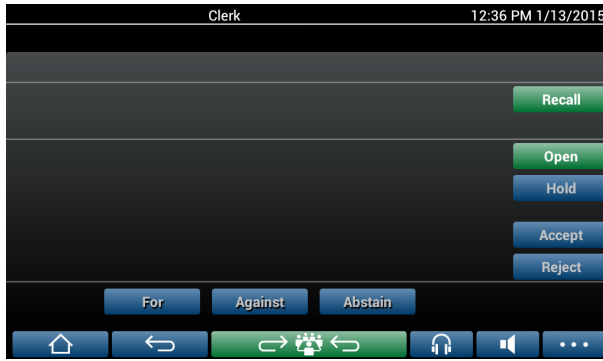 Clerk 12:36 PM 1/13/2015
Recall
Open
Hold
Accept
Reject
For Against Abstain